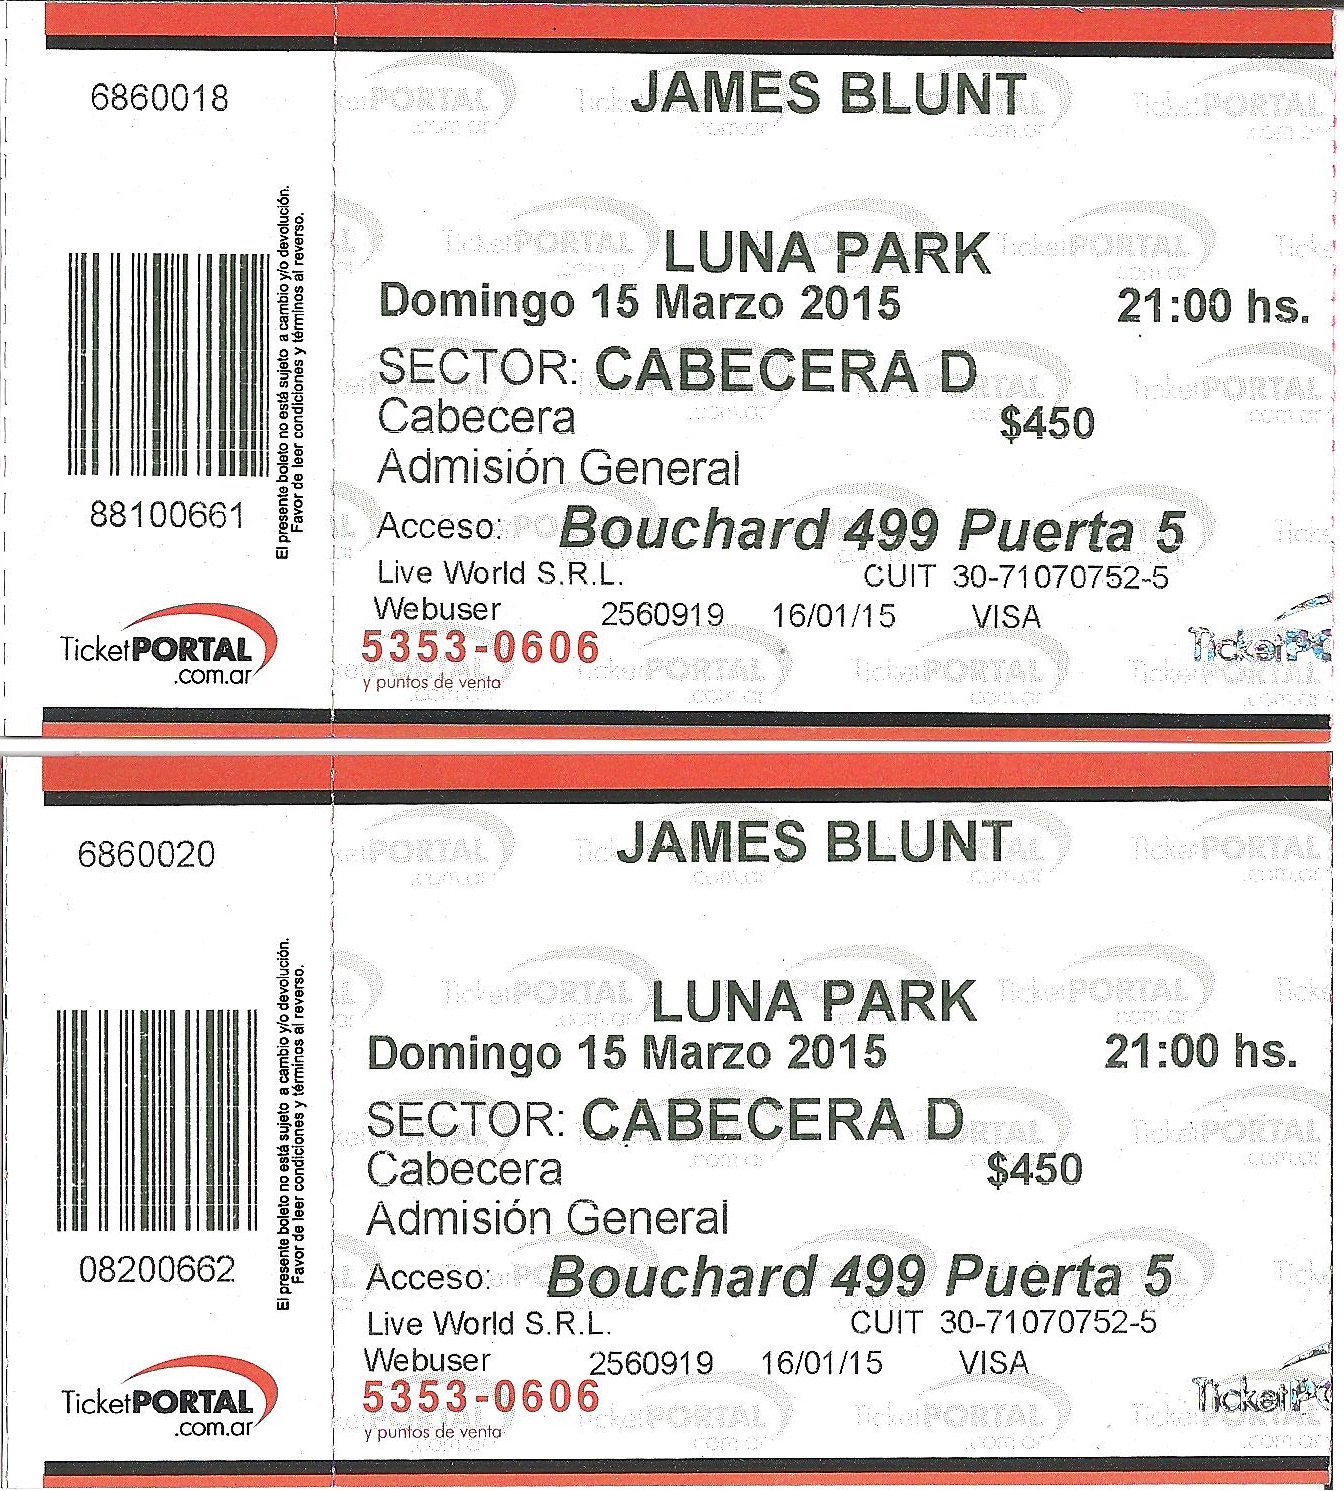 6860018
JAMES BLUNT
LUNA PARK
Domingo 15 Marzo 2015 21:00 hs.
SECTOR: CABECERA D
Cabecera $450
Admisión General
Acceso: Bouchard 499 Puerta 5
Live World S.R.L. CUIT 30-71070752-5
Webuser 2560919 16/01/15 VISA
5353-0606
y puntos de venta
88100661
El presente boleto no está sujeto a cambio y/o devolución.
Favor de leer condiciones y términos al reverso.
TicketPORTAL
.com.ar
6860020
JAMES BLUNT
LUNA PARK
Domingo 15 Marzo 2015 21:00 hs.
SECTOR: CABECERA D
Cabecera $450
Admisión General
Acceso: Bouchard 499 Puerta 5
Live World S.R.L. CUIT 30-71070752-5
Webuser 2560919 16/01/15 VISA
5353-0606
y puntos de venta
08200662
El presente boleto no está sujeto a cambio y/o devolución.
Favor de leer condiciones y términos al reverso.
TicketPORTAL
.com.ar